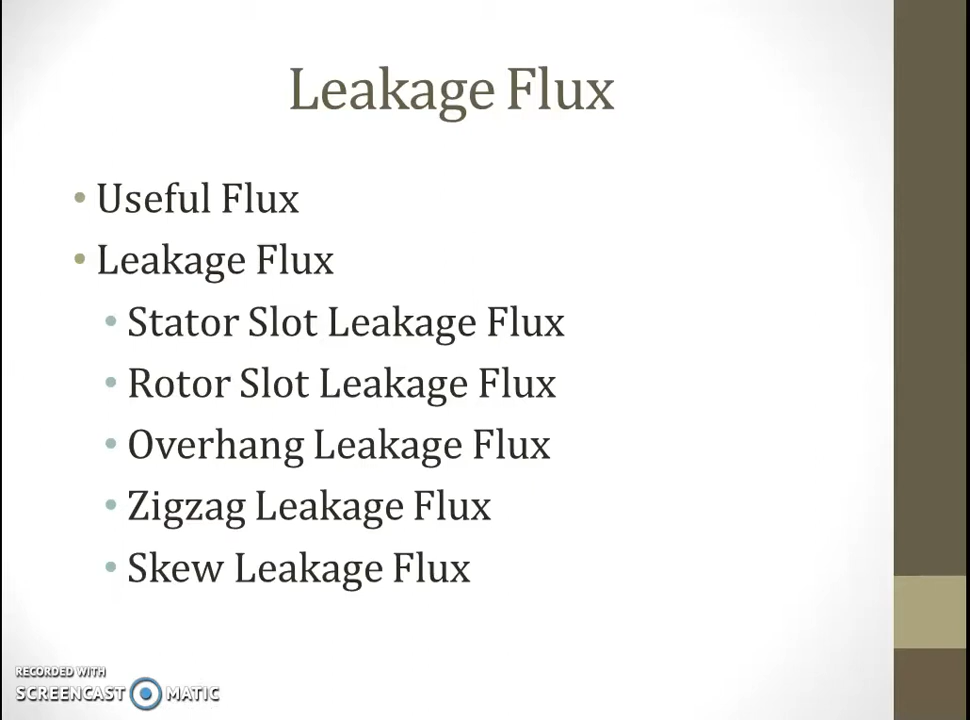 Leakage Flux
• Useful Flux
• Leakage Flux
• Stator Slot Leakage Flux
• Rotor Slot Leakage Flux
• Overhang Leakage Flux
• Zigzag Leakage Flux
• Skew Leakage Flux
RECORDED WITH
SCREENCAST MATIC